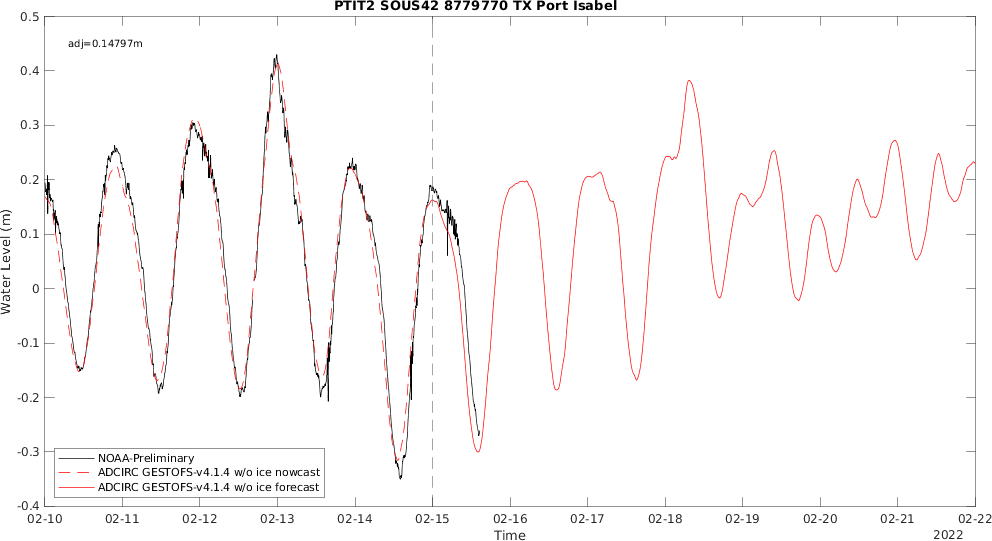 PTIT2 SOUS42 8779770 TX Port Isabel
adj=0.14797m
0.5
0.4
0.3
0.2
0.1
0
-0.1
-0.2
-0.3
-0.4
Water Level (m)
NOAA-Preliminary
ADCIRC GESTOFS-v4.1.4 w/o ice nowcast
ADCIRC GESTOFS-v4.1.4 w/o ice forecast
02-10 02-11 02-12 02-13 02-14 02-15 02-16 02-17 02-18 02-19 02-20 02-21 02-22
Time
2022